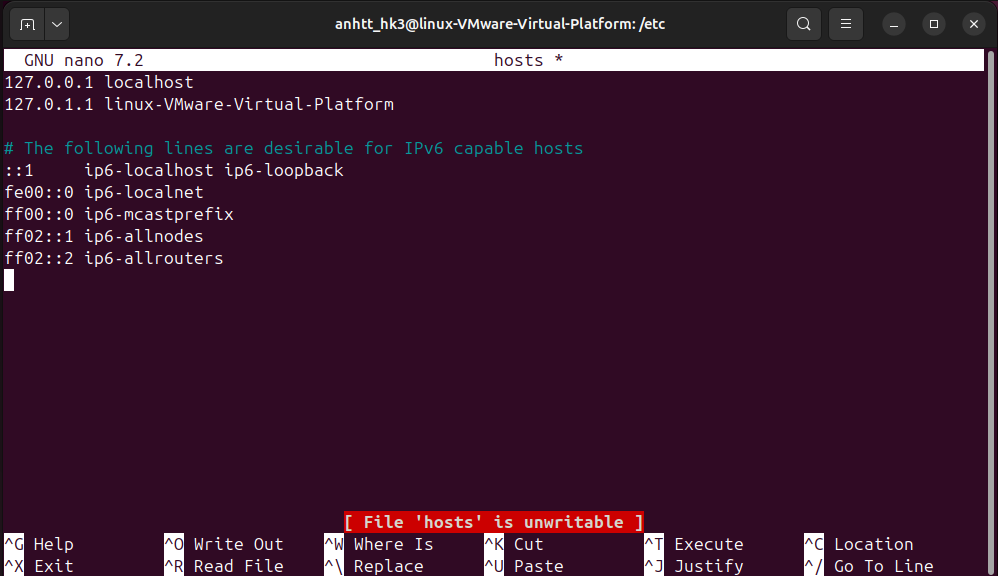 anhtt_hk3@linux-VMware-Virtual-Platform: /etc
GNU nano 7.2 hosts *
127.0.0.1 localhost
127.0.1.1 linux-VMware-Virtual-Platform
# The following lines are desirable for IPv6 capable hosts
::1     ip6-localhost ip6-loopback
fe00::0 ip6-localnet
ff00::0 ip6-mcastprefix
ff02::1 ip6-allnodes
ff02::2 ip6-allrouters
[ File 'hosts' is unwritable ]
^G Help ^O Write Out ^W Where Is ^K Cut ^T Execute ^C Location
^X Exit ^R Read File ^\ Replace ^U Paste ^J Justify ^/ Go To Line